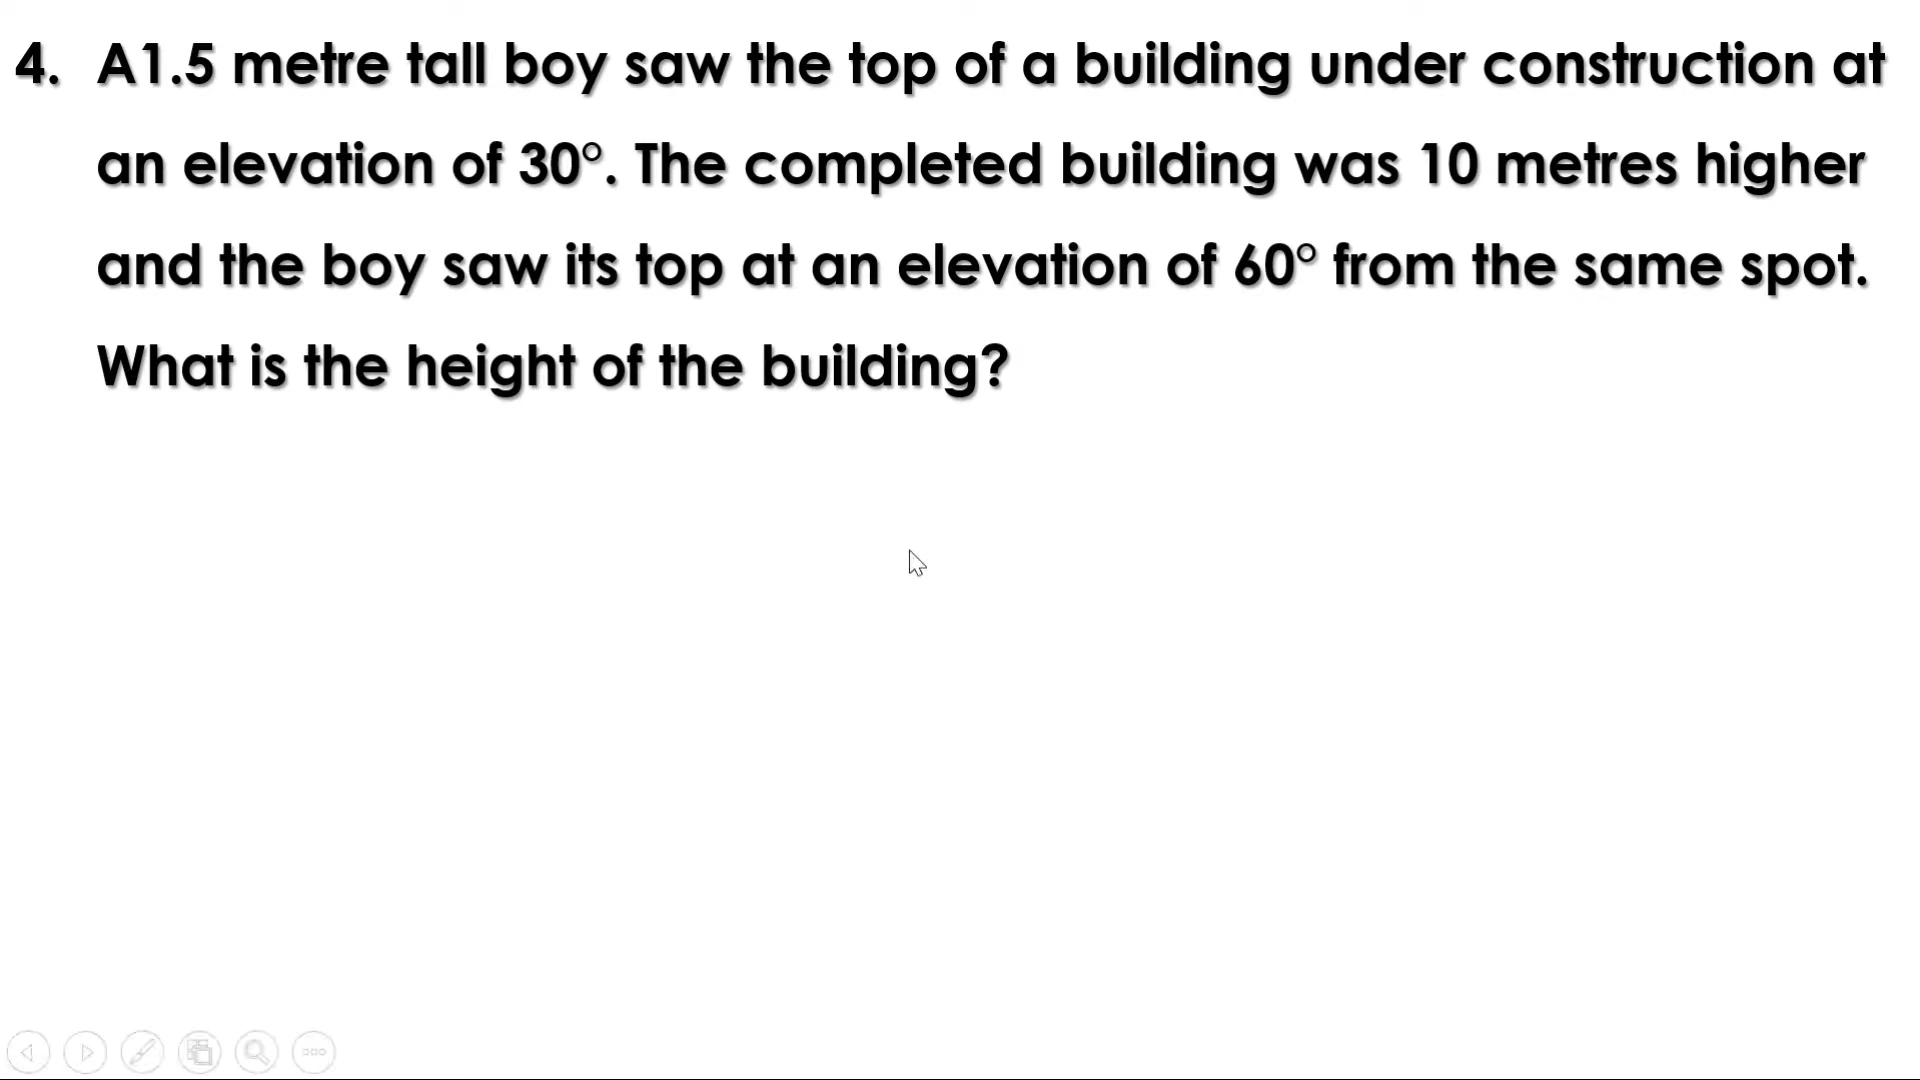 4. A1.5 metre tall boy saw the top of a building under construction at
an elevation of 30°. The completed building was 10 metres higher
and the boy saw its top at an elevation of 60° from the same spot.
What is the height of the building?